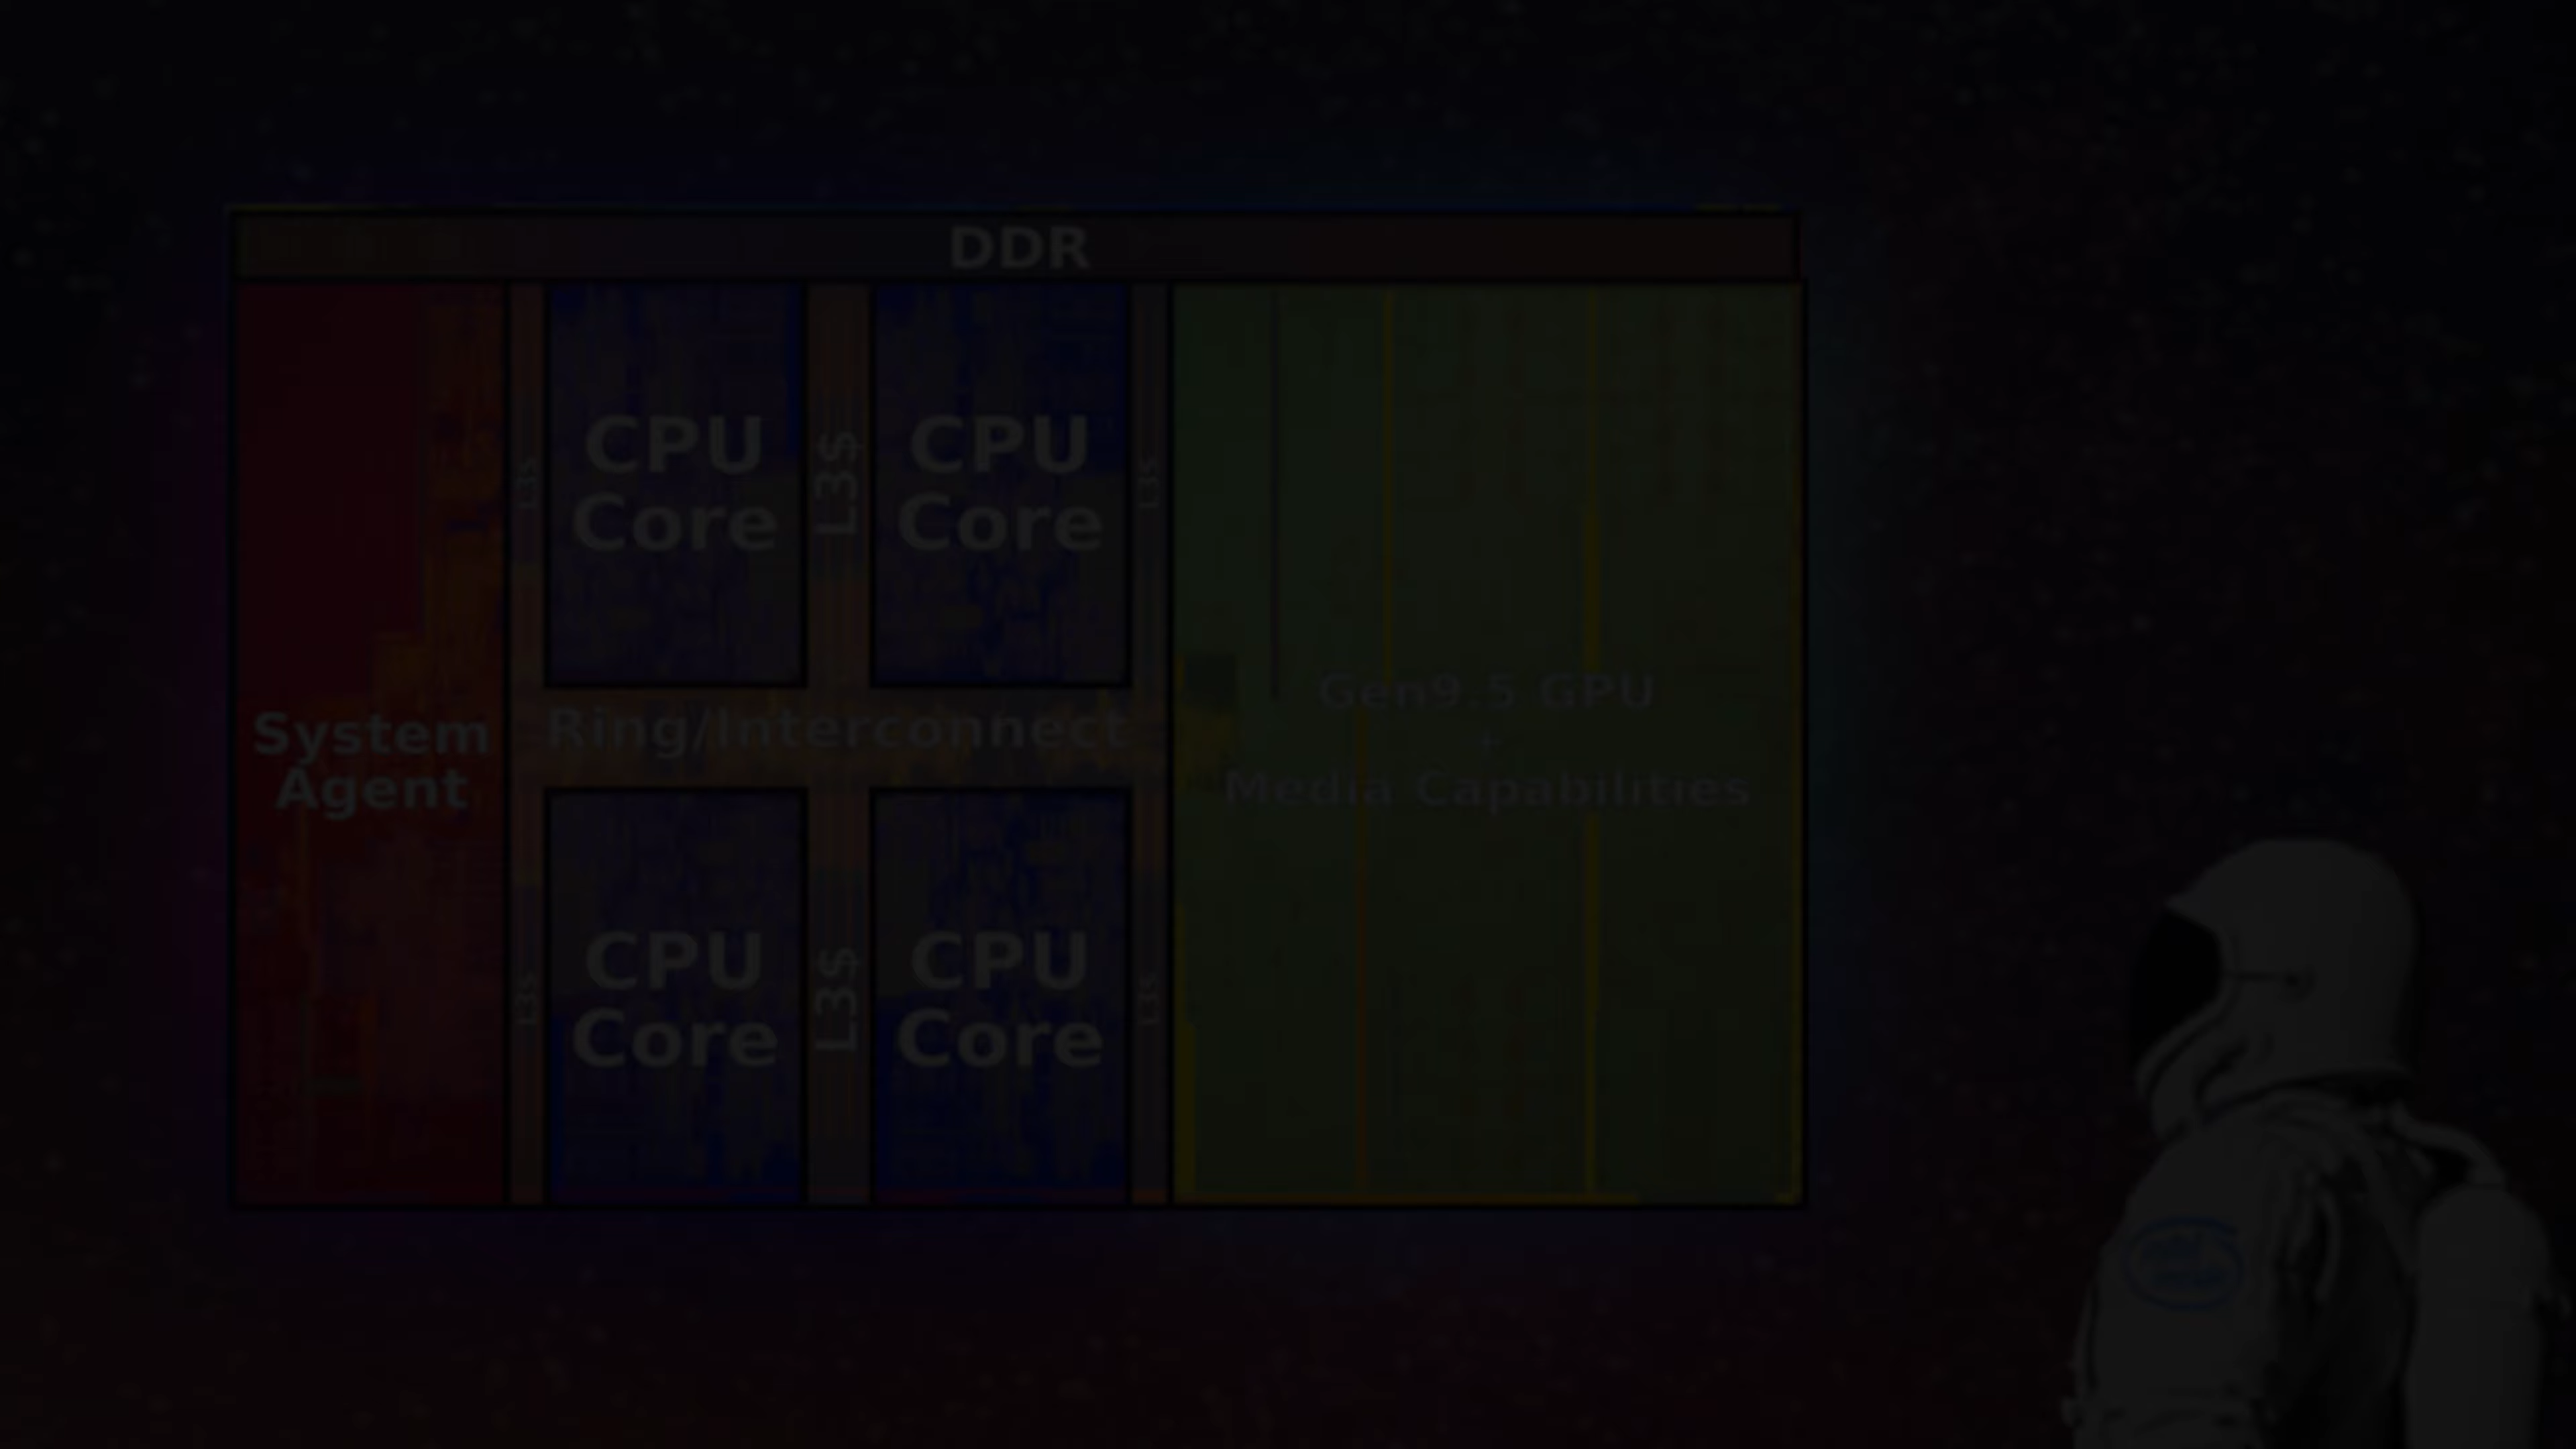 DDR
CPU
Core
L3$
CPU
Core
L3$
L3$
System
Agent
Ring/Interconnect
Gen9.5 GPU
+
Media Capabilities
CPU
Core
L3$
CPU
Core
L3$
L3$